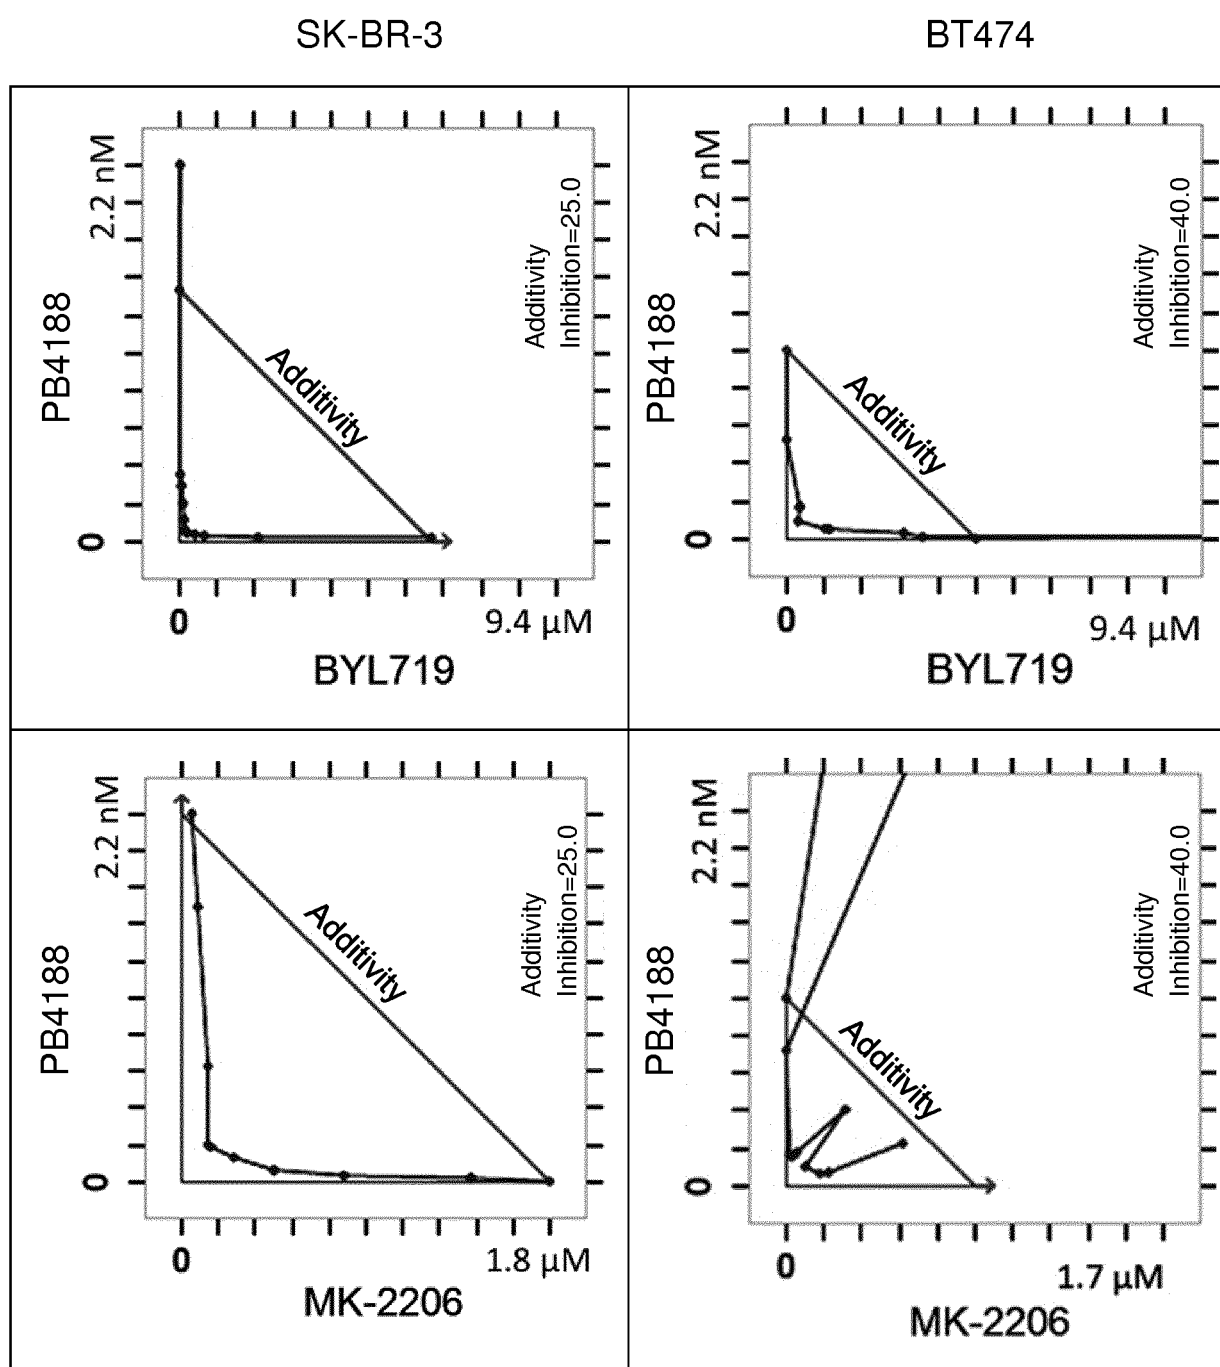 SK-BR-3
BT474
PB4188
2.2 nM
0
Additivity
Additivity
Inhibition=25.0
0
9.4 µM
BYL719
PB4188
2.2 nM
0
Additivity
Additivity
Inhibition=40.0
0
9.4 µM
BYL719
PB4188
2.2 nM
0
Additivity
Additivity
Inhibition=25.0
0
1.8 µM
MK-2206
PB4188
2.2 nM
0
Additivity
Additivity
Inhibition=40.0
0
1.7 µM
MK-2206